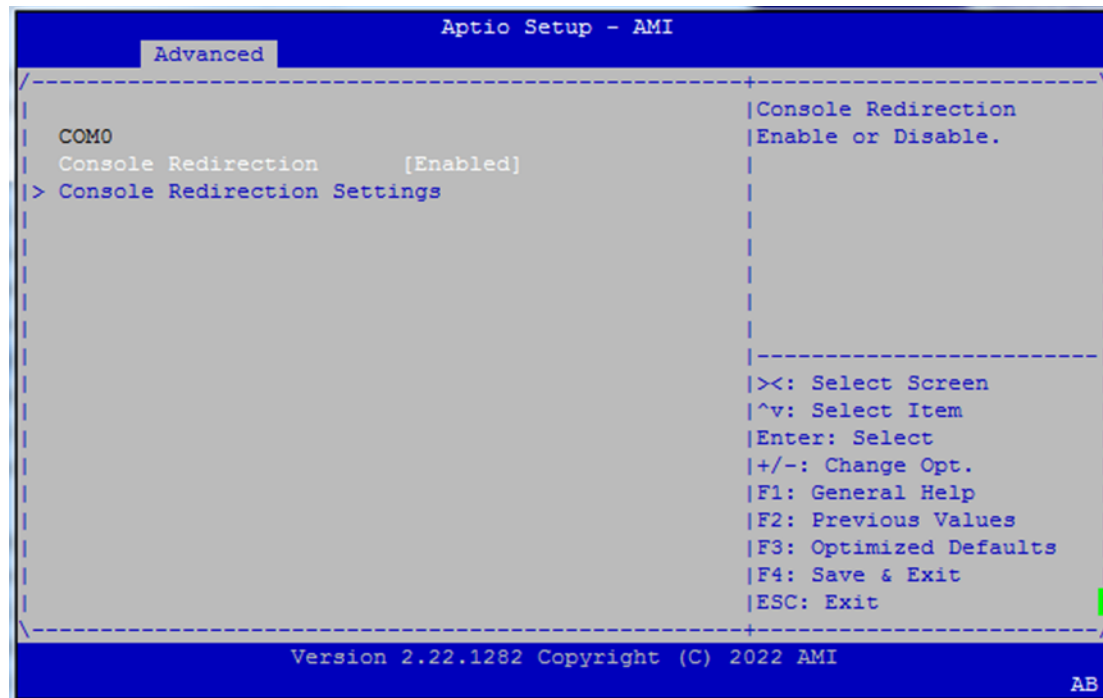 Aptio Setup - AMI
Advanced
COM0
Console Redirection [Enabled]
> Console Redirection Settings
Console Redirection
Enable or Disable.
><: Select Screen
^v: Select Item
Enter: Select
+/-: Change Opt.
F1: General Help
F2: Previous Values
F3: Optimized Defaults
F4: Save & Exit
ESC: Exit
Version 2.22.1282 Copyright (C) 2022 AMI
AB